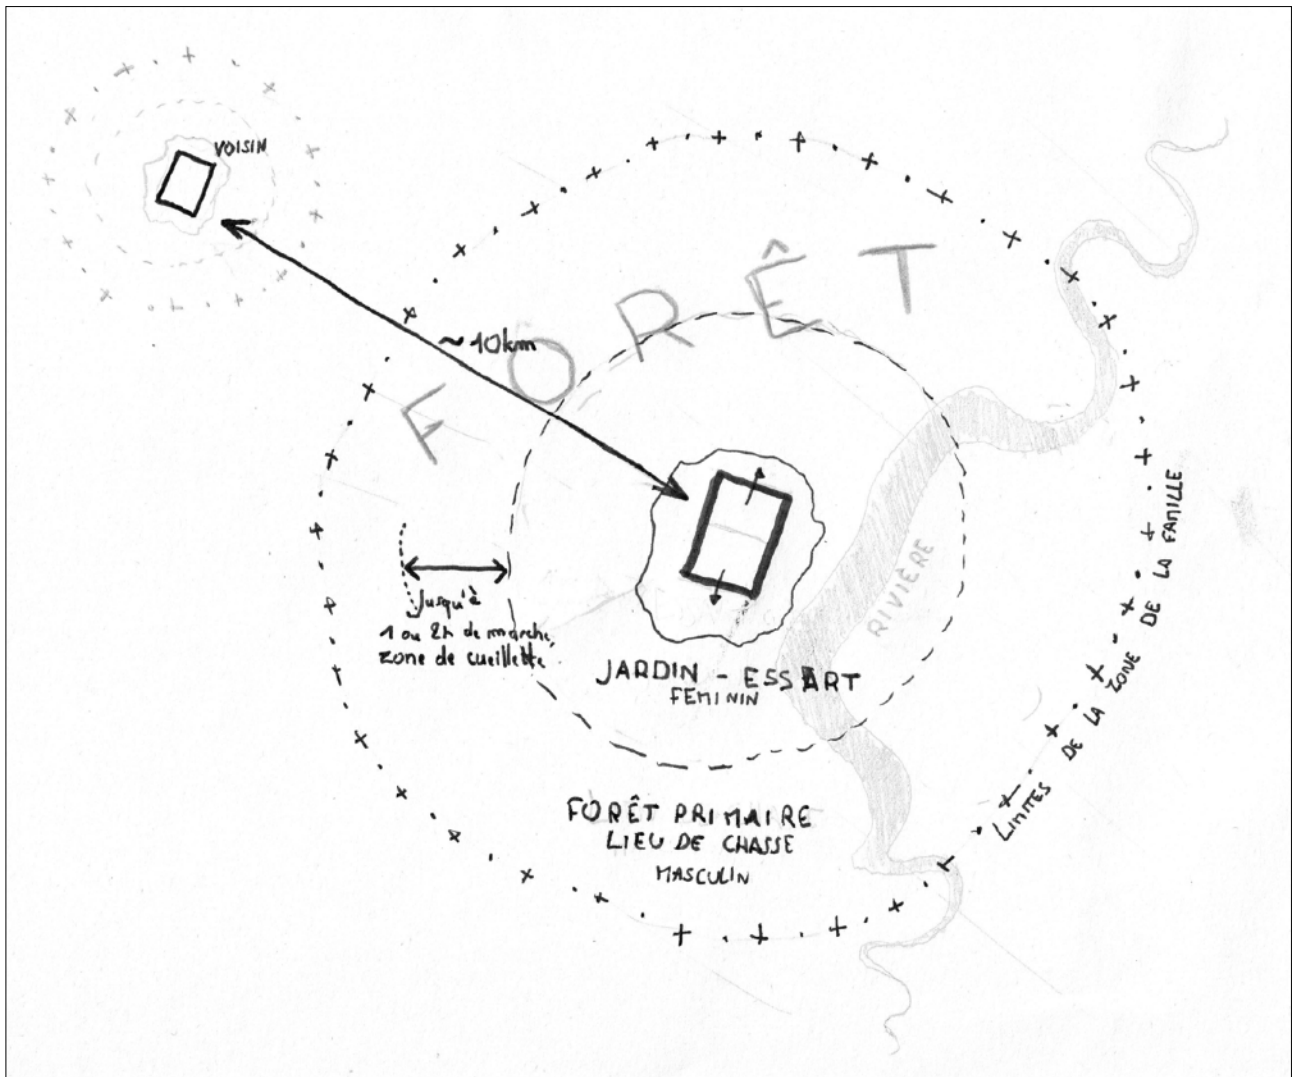 VOISIN
FORÊT
~10km
Jusqu'à
1 ou 2h de marche,
zone de cueillette
RIVIÈRE
JARDIN - ESSART
FEMININ
FORÊT PRIMAIRE
LIEU DE CHASSE
MASCULIN
LIMITES DE LA ZONE DE LA FAMILLE